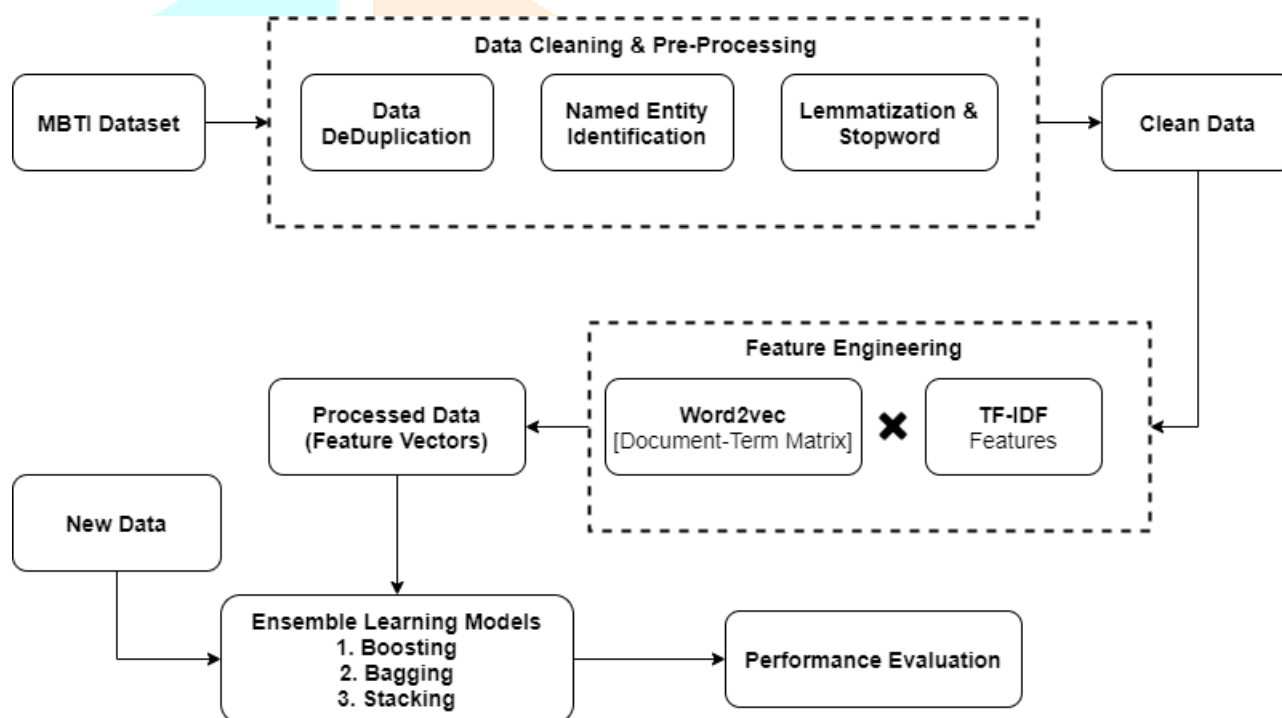 Data Cleaning & Pre-Processing
MBTI Dataset
Data
DeDuplication
Named Entity
Identification
Lemmatization &
Stopword
Clean Data
Feature Engineering
Processed Data
(Feature Vectors)
Word2vec
[Document-Term Matrix]
TF-IDF
Features
New Data
Ensemble Learning Models
1. Boosting
2. Bagging
3. Stacking
Performance Evaluation